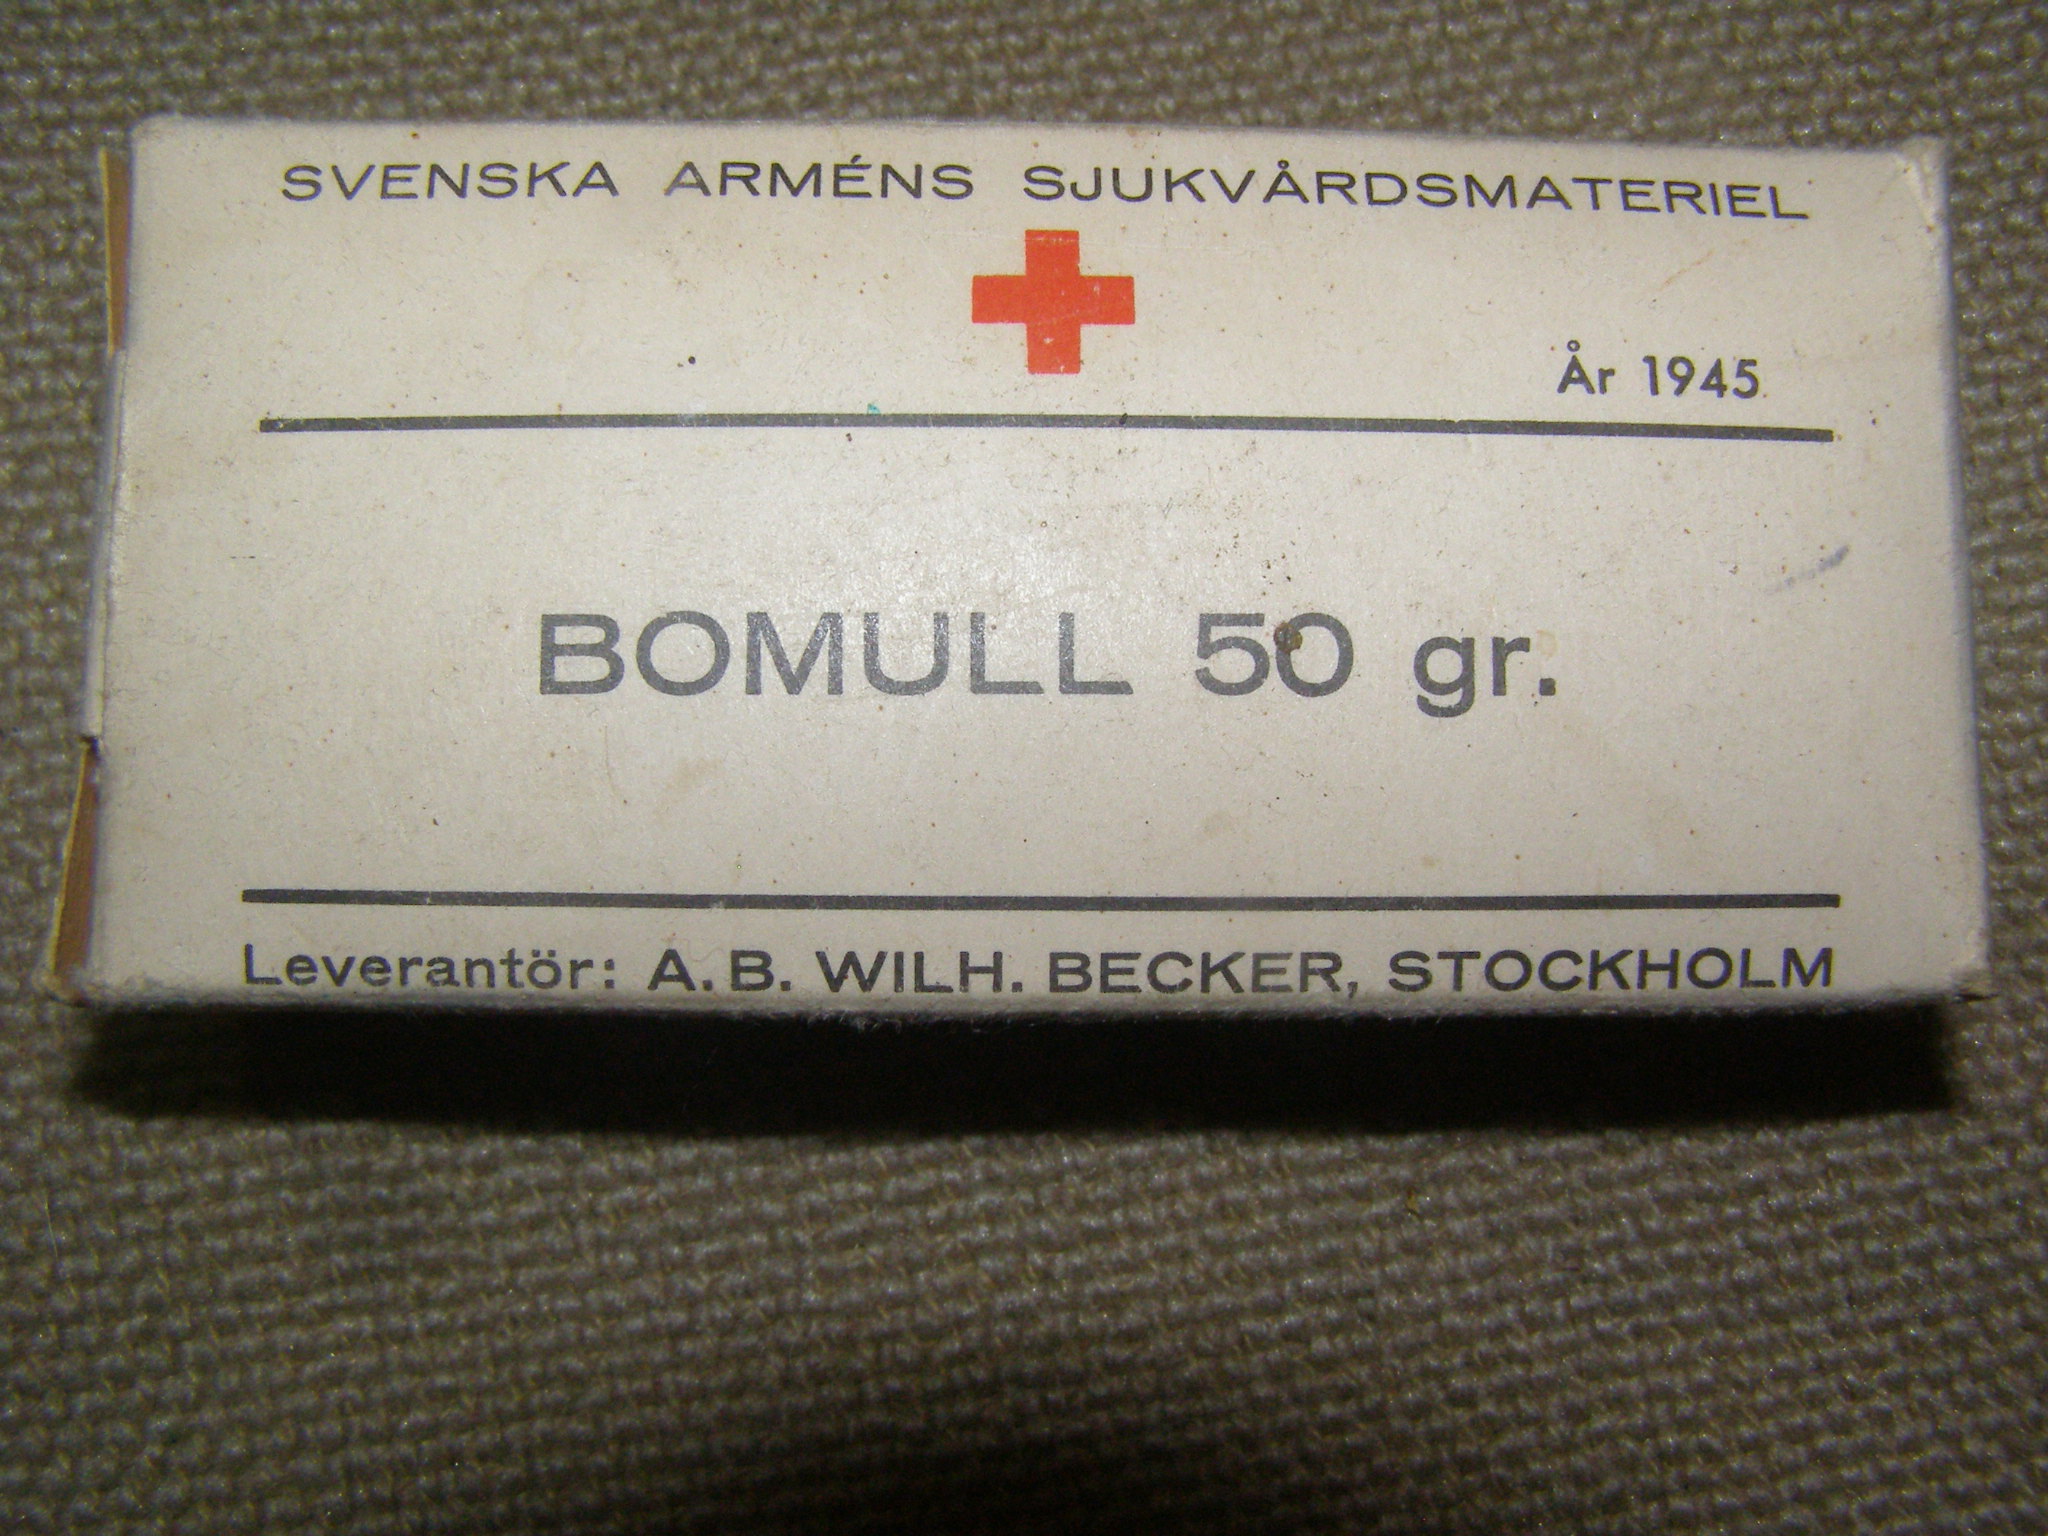 SVENSKA ARMÉNS SJUKVÅRDSMATERIEL
År 1945
BOMULL 50 gr.
Leverantör: A.B. WILH. BECKER, STOCKHOLM